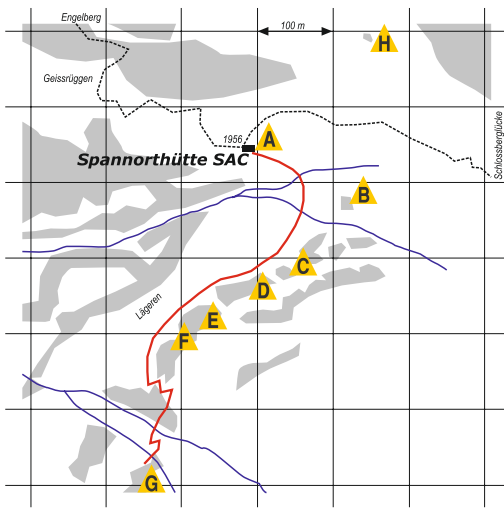 Engelberg
100 m
H
Geissrüggen
1956
A
Spannorthütte SAC
Schlossberglücke
B
C
D
Lägeren
E
F
G